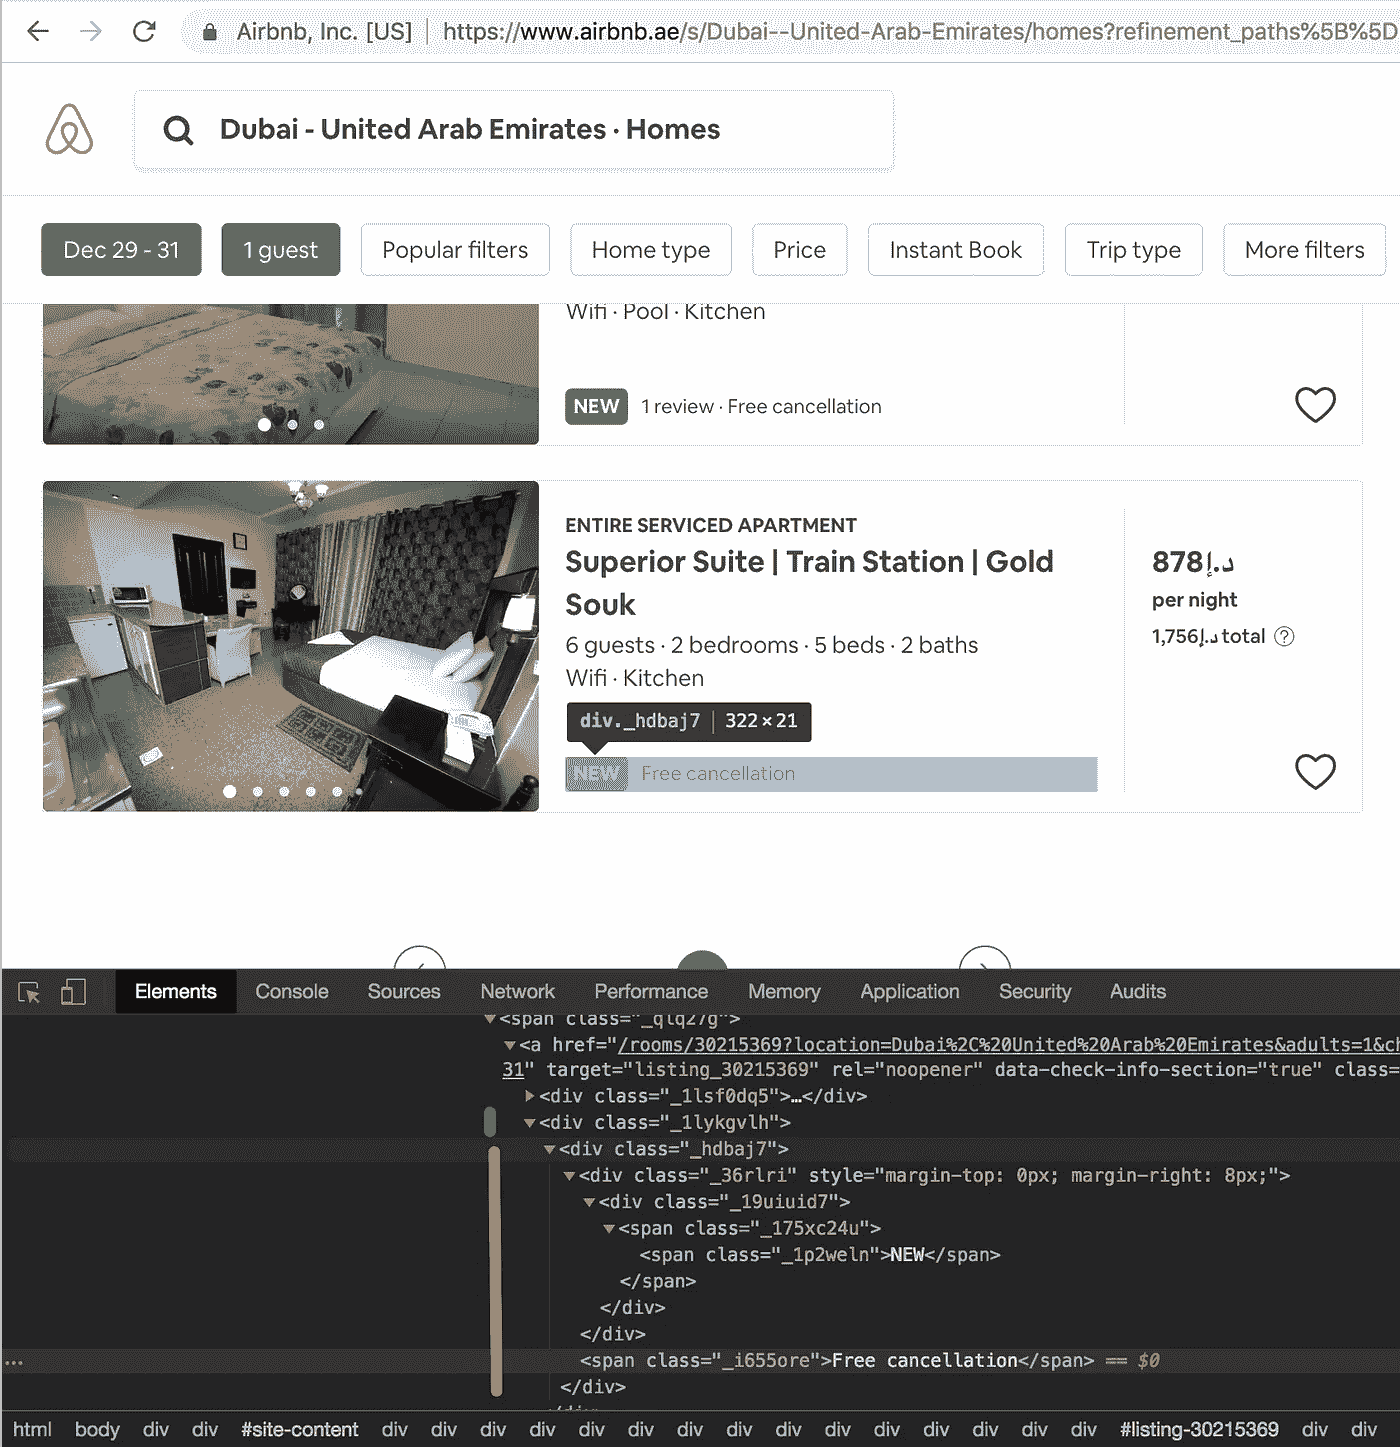 Airbnb, Inc. [US] | https://www.airbnb.ae/s/Dubai--United-Arab-Emirates/homes?refinement_paths%5B%5D
Dubai - United Arab Emirates · Homes
Dec 29 - 31 1 guest Popular filters Home type Price Instant Book Trip type More filters
Wifi · Pool · Kitchen
NEW 1 review · Free cancellation
ENTIRE SERVICED APARTMENT
Superior Suite | Train Station | Gold
Souk
6 guests · 2 bedrooms · 5 beds · 2 baths
Wifi · Kitchen
د.إ878
per night
د.إ1,756 total ?
div._hdbaj7 | 322 × 21
NEW Free cancellation
Elements Console Sources Network Performance Memory Application Security Audits
<span class="_qlq27g">
<a href="/rooms/30215369?location=Dubai%2C%20United%20Arab%20Emirates&adults=1&ch
31" target="listing_30215369" rel="noopener" data-check-info-section="true" class=
<div class="_1lsf0dq5">…</div>
<div class="_1lykgvlh">
<div class="_hdbaj7">
<div class="_36rlri" style="margin-top: 0px; margin-right: 8px;">
<div class="_19uiuid7">
<span class="_175xc24u">
<span class="_1p2weln">NEW</span>
</span>
</div>
</div>
... <span class="_i655ore">Free cancellation</span> == $0
</div>
html body div div #site-content div div div div div div div div div div div div div div div #listing-30215369 div div